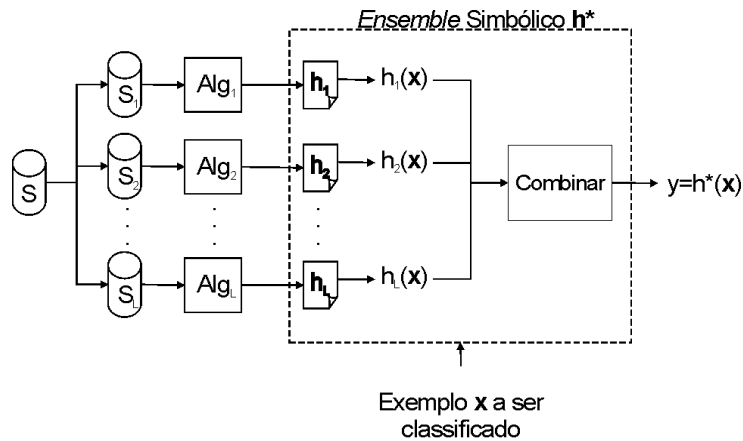 Ensemble Simbólico h*
S
S1 Alg1 h1 h1(x)
S2 Alg2 h2 h2(x)
Combinar y=h*(x)
SL AlgL hL hL(x)
Exemplo x a ser
classificado